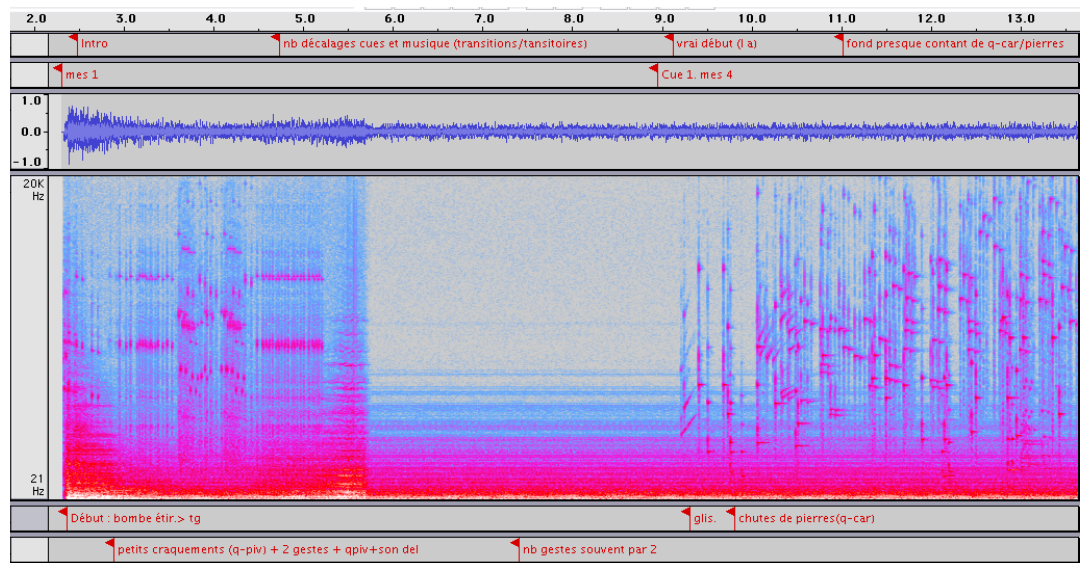 2.0 3.0 4.0 5.0 6.0 7.0 8.0 9.0 10.0 11.0 12.0 13.0
Intro nb décalages cues et musique (transitions/tansitoires) vrai début (l a) fond presque contant de q-car/pierres
mes 1 Cue 1. mes 4
1.0
0.0
-1.0
20K
Hz
21
Hz
Début : bombe étir.> tg glis. chutes de pierres(q-car)
petits craquements (q-piv) + 2 gestes + qpiv+son del nb gestes souvent par 2